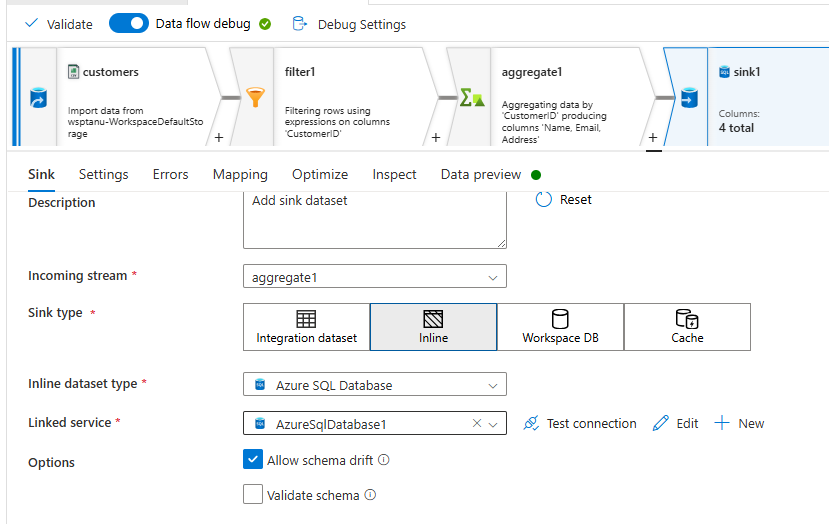 Validate
Data flow debug
Debug Settings
customers
Import data from
wsptanu-WorkspaceDefaultSto
rage
+
filter1
Filtering rows using
expressions on columns
'CustomerID'
+
aggregate1
Aggregating data by
'CustomerID' producing
columns 'Name, Email,
Address'
+
sink1
Columns:
4 total
Sink
Settings
Errors
Mapping
Optimize
Inspect
Data preview
Description
Add sink dataset
Reset
Incoming stream *
aggregate1
Sink type *
Integration dataset
Inline
Workspace DB
Cache
Inline dataset type *
Azure SQL Database
Linked service *
AzureSqlDatabase1
Test connection
Edit
New
Options
Allow schema drift
Validate schema